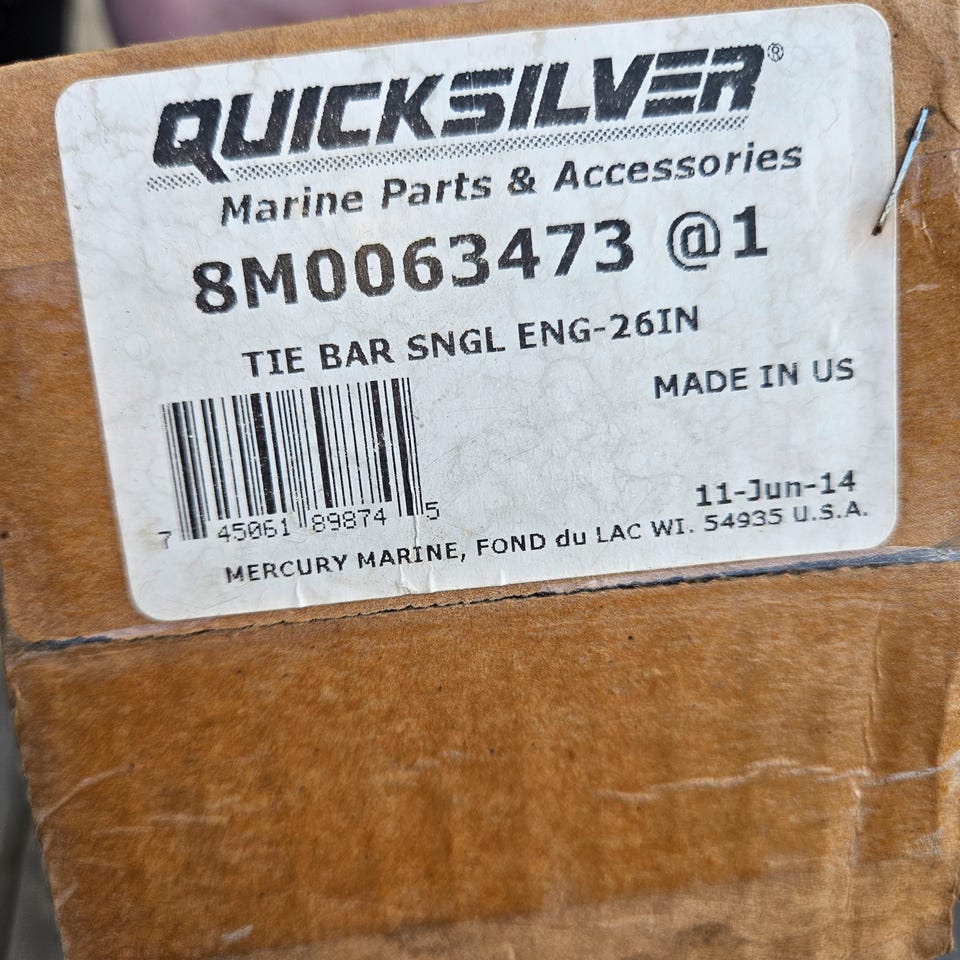 QUICKSILVER®
Marine Parts & Accessories
8M0063473 @1
TIE BAR SNGL ENG-26IN
MADE IN US
7 45061 89874 5
11-Jun-14
MERCURY MARINE, FOND du LAC WI. 54935 U.S.A.